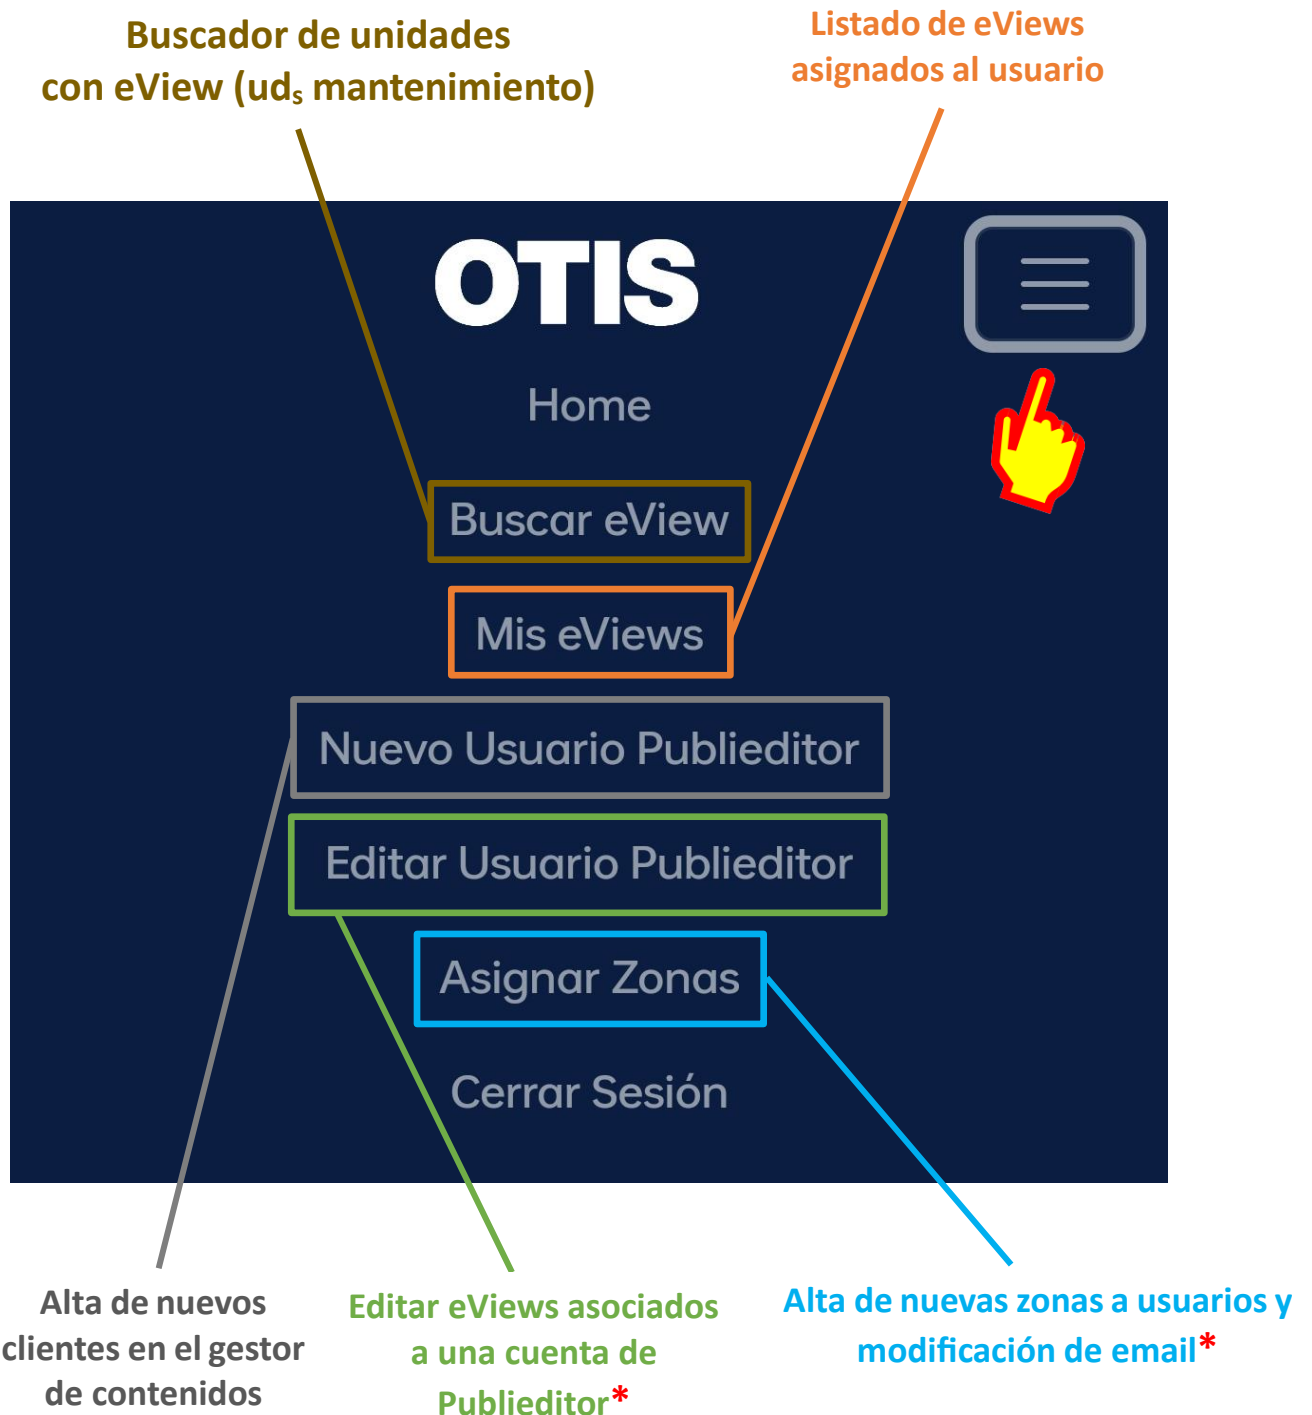 Buscador de unidades
con eView (uds mantenimiento)
Listado de eViews
asignados al usuario
OTIS
Home
Buscar eView
Mis eViews
Nuevo Usuario Publieditor
Editar Usuario Publieditor
Asignar Zonas
Cerrar Sesión
Alta de nuevos
clientes en el gestor
de contenidos
Editar eViews asociados
a una cuenta de
Publieditor*
Alta de nuevas zonas a usuarios y
modificación de email*